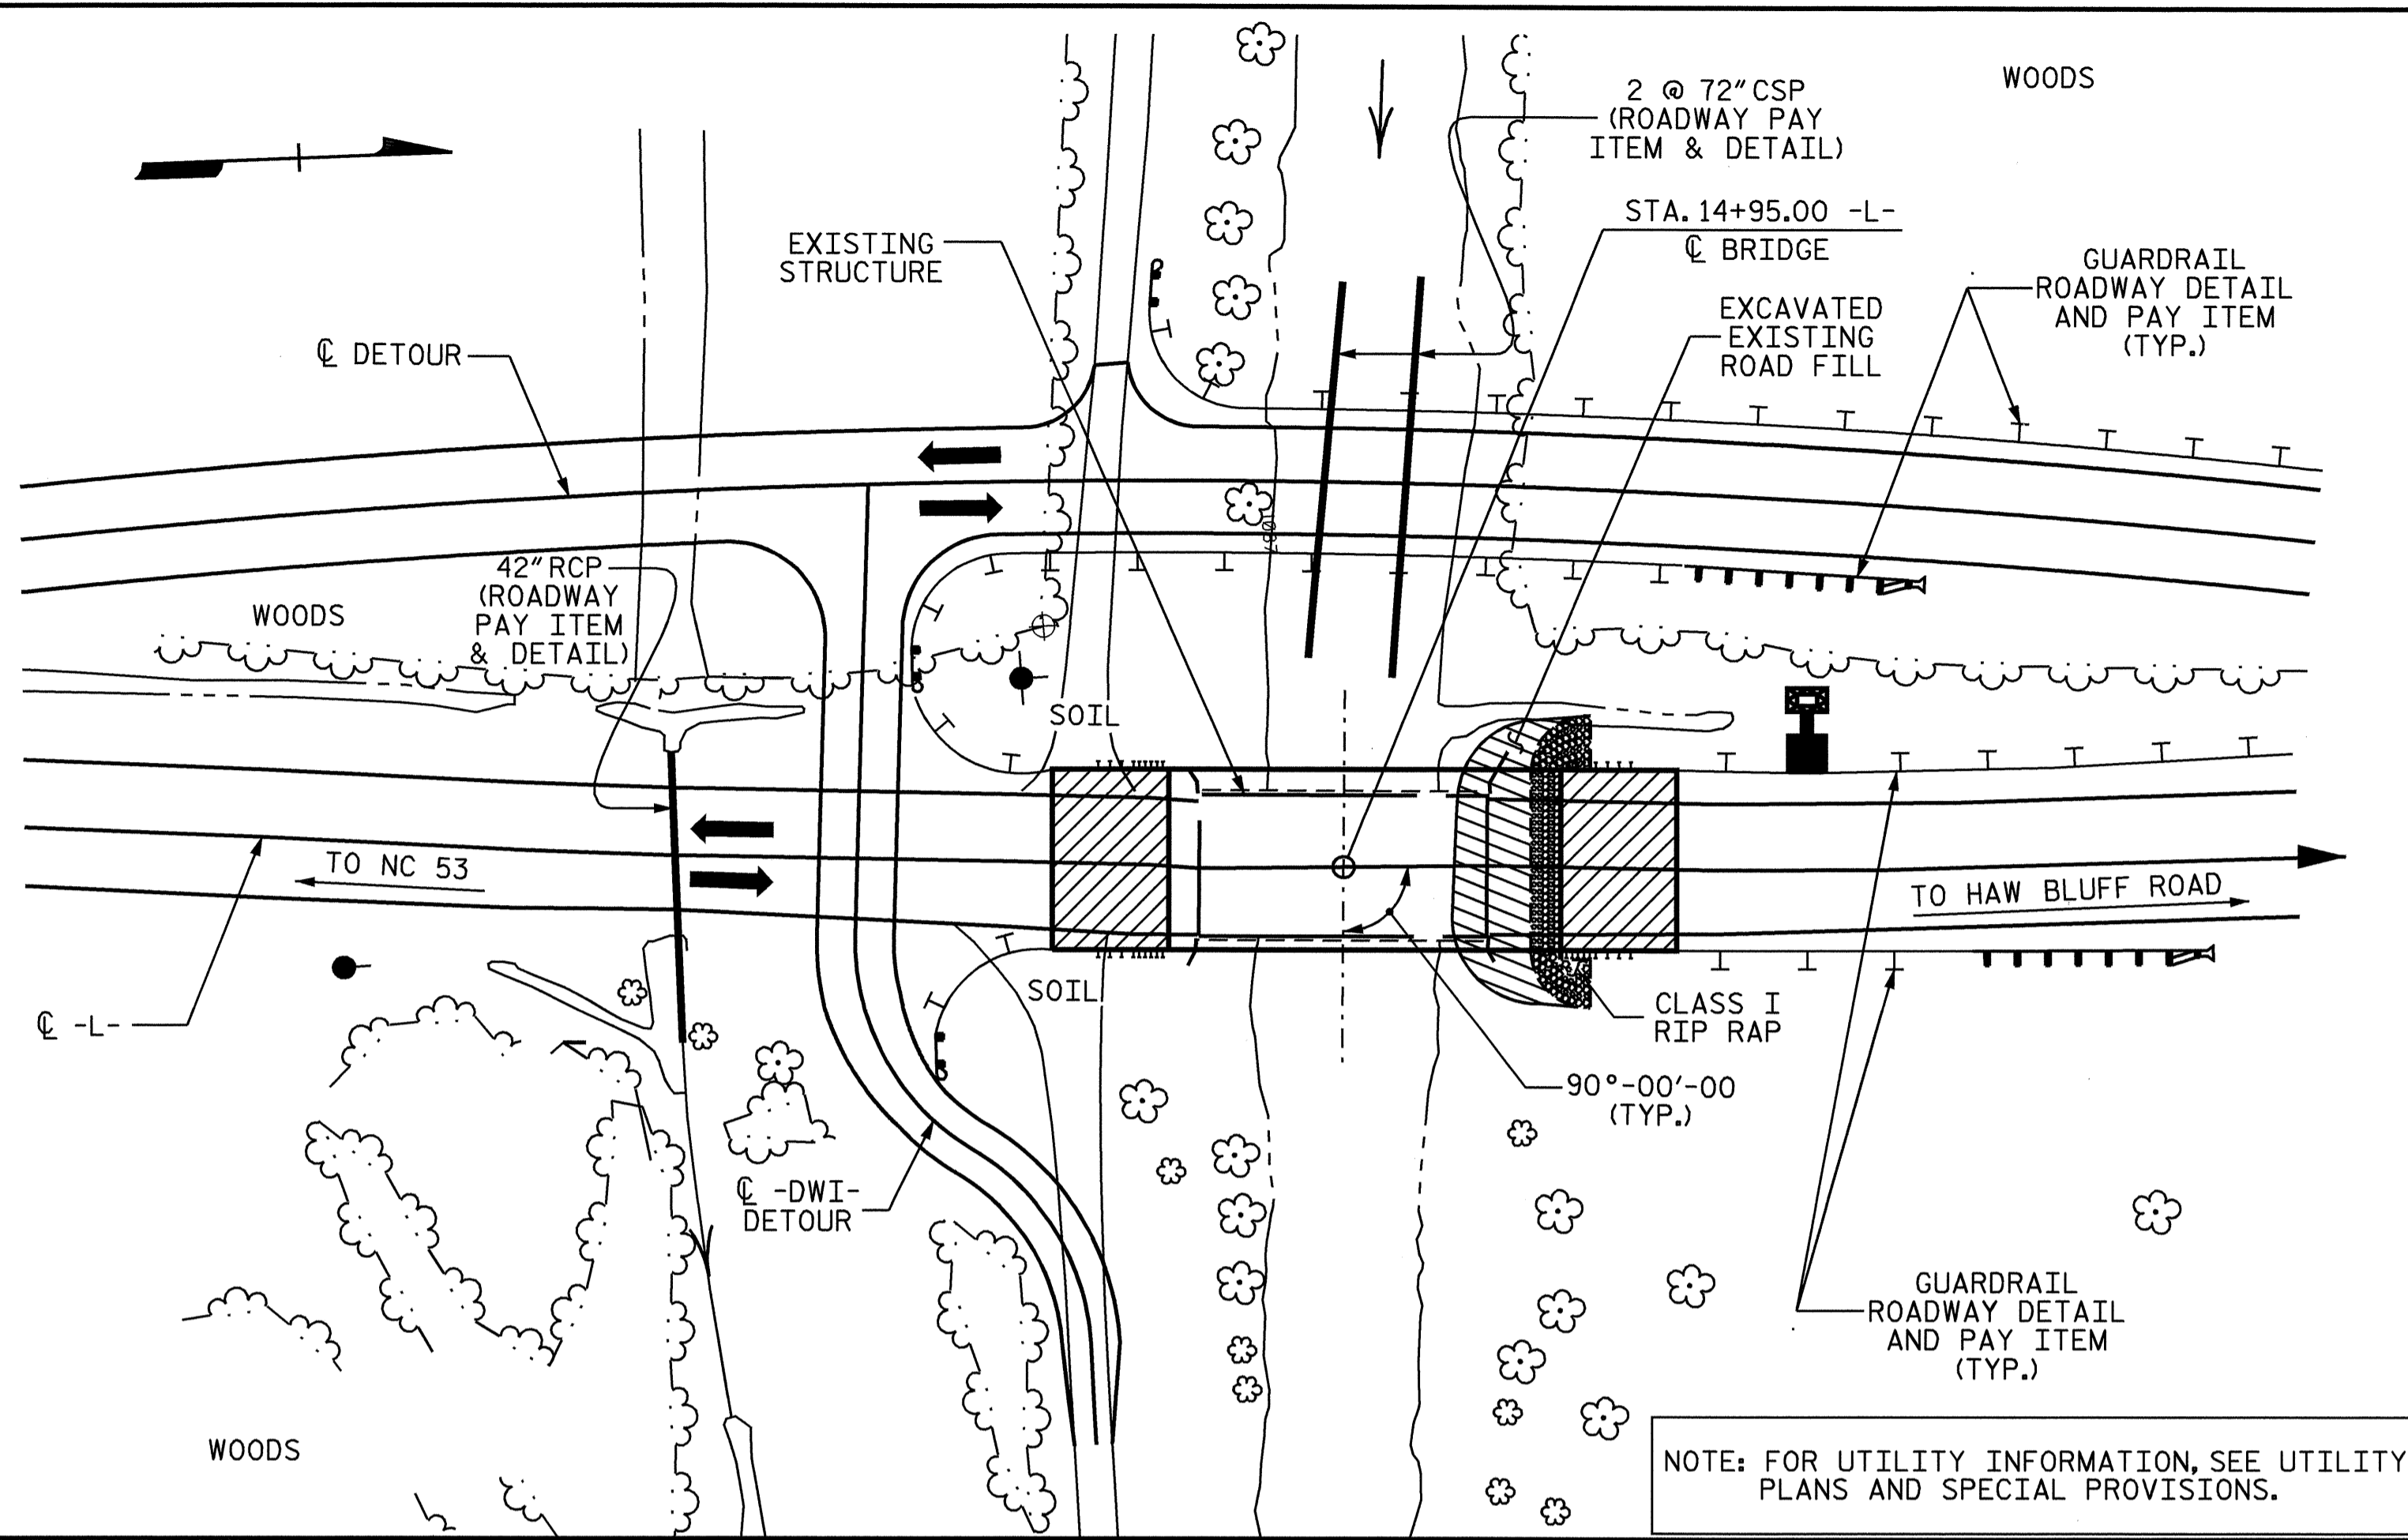 WOODS
2 @ 72" CSP
(ROADWAY PAY
ITEM & DETAIL)
STA. 14+95.00 -L-
℄ BRIDGE
EXISTING
STRUCTURE
GUARDRAIL
ROADWAY DETAIL
AND PAY ITEM
(TYP.)
EXCAVATED
EXISTING
ROAD FILL
℄ DETOUR
42" RCP
(ROADWAY
PAY ITEM
& DETAIL)
WOODS
SOIL
TO NC 53
TO HAW BLUFF ROAD
SOIL
CLASS I
RIP RAP
℄ -L-
90°-00'-00
(TYP.)
℄ -DWI-
DETOUR
GUARDRAIL
ROADWAY DETAIL
AND PAY ITEM
(TYP.)
WOODS
NOTE: FOR UTILITY INFORMATION, SEE UTILITY
PLANS AND SPECIAL PROVISIONS.